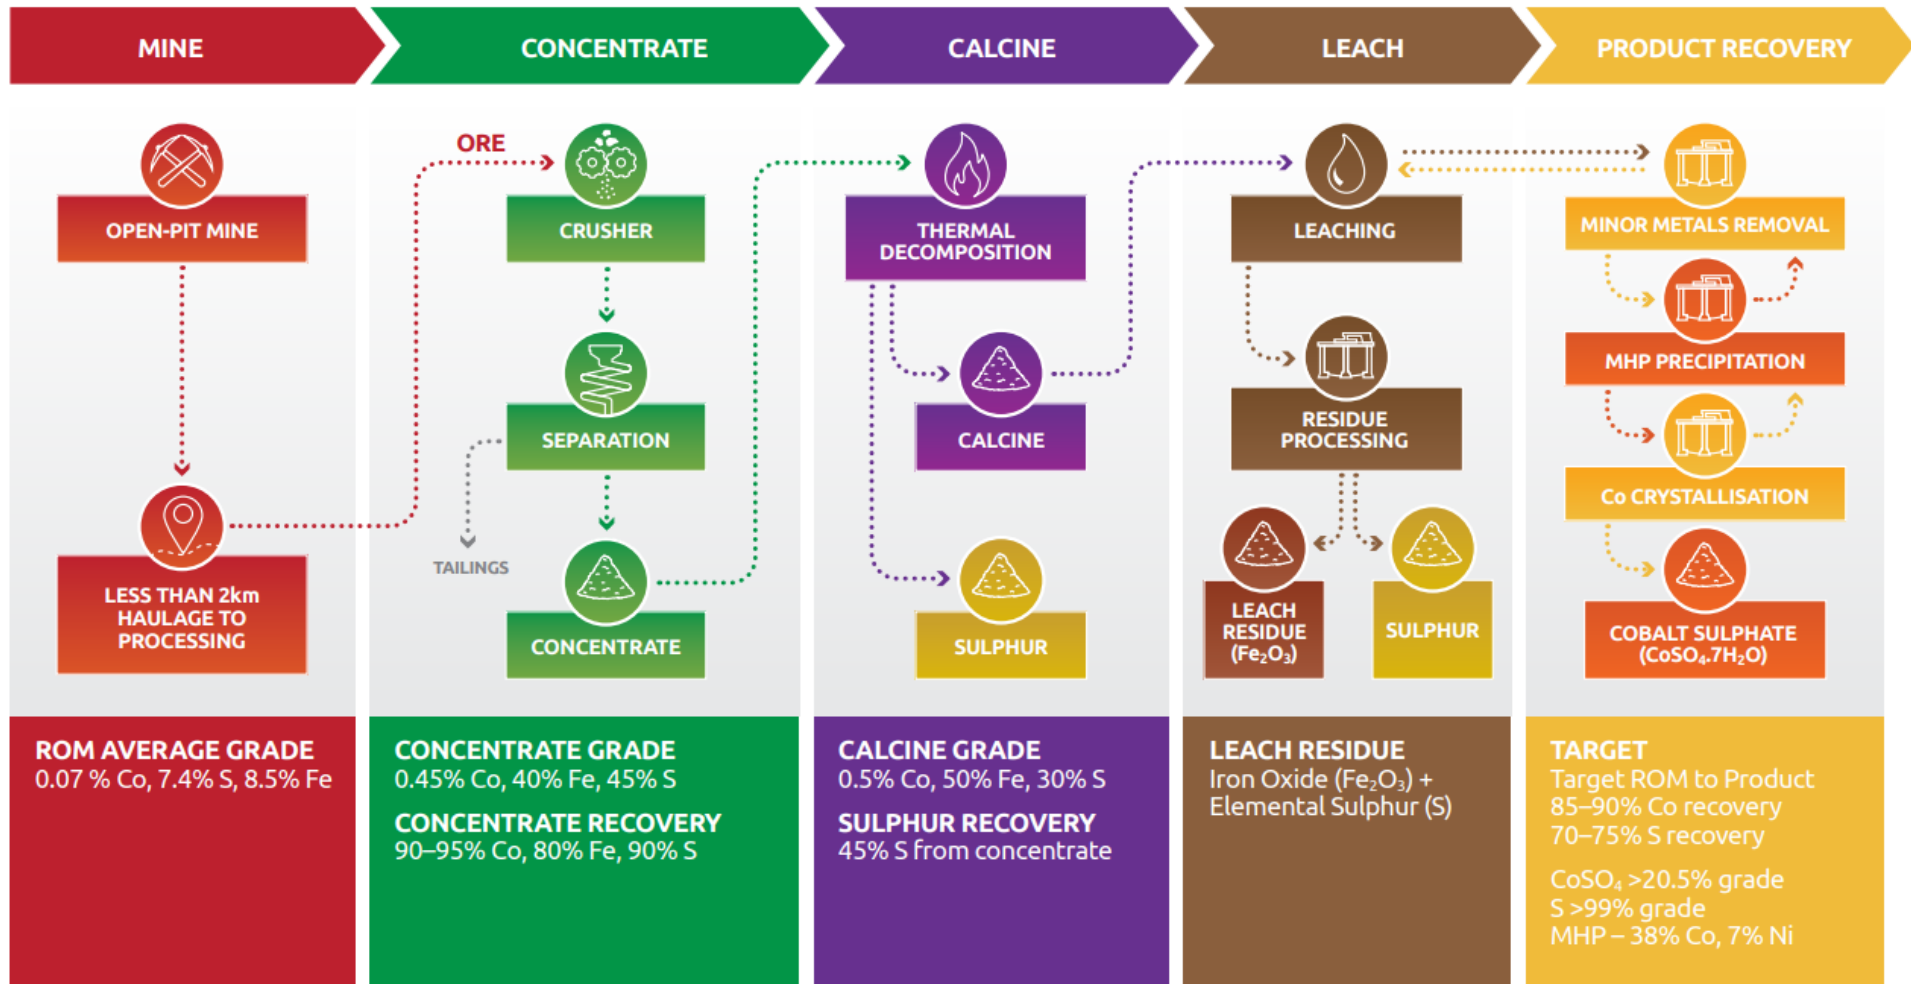 MINE
CONCENTRATE
CALCINE
LEACH
PRODUCT RECOVERY
OPEN-PIT MINE
LESS THAN 2km
HAULAGE TO
PROCESSING
ORE
CRUSHER
SEPARATION
TAILINGS
CONCENTRATE
THERMAL
DECOMPOSITION
CALCINE
SULPHUR
LEACHING
RESIDUE
PROCESSING
LEACH
RESIDUE
(Fe₂O₃)
SULPHUR
MINOR METALS REMOVAL
MHP PRECIPITATION
Co CRYSTALLISATION
COBALT SULPHATE
(CoSO₄.7H₂O)
ROM AVERAGE GRADE
0.07 % Co, 7.4% S, 8.5% Fe
CONCENTRATE GRADE
0.45% Co, 40% Fe, 45% S
CONCENTRATE RECOVERY
90–95% Co, 80% Fe, 90% S
CALCINE GRADE
0.5% Co, 50% Fe, 30% S
SULPHUR RECOVERY
45% S from concentrate
LEACH RESIDUE
Iron Oxide (Fe₂O₃) +
Elemental Sulphur (S)
TARGET
Target ROM to Product
85–90% Co recovery
70–75% S recovery
CoSO₄ >20.5% grade
S >99% grade
MHP – 38% Co, 7% Ni